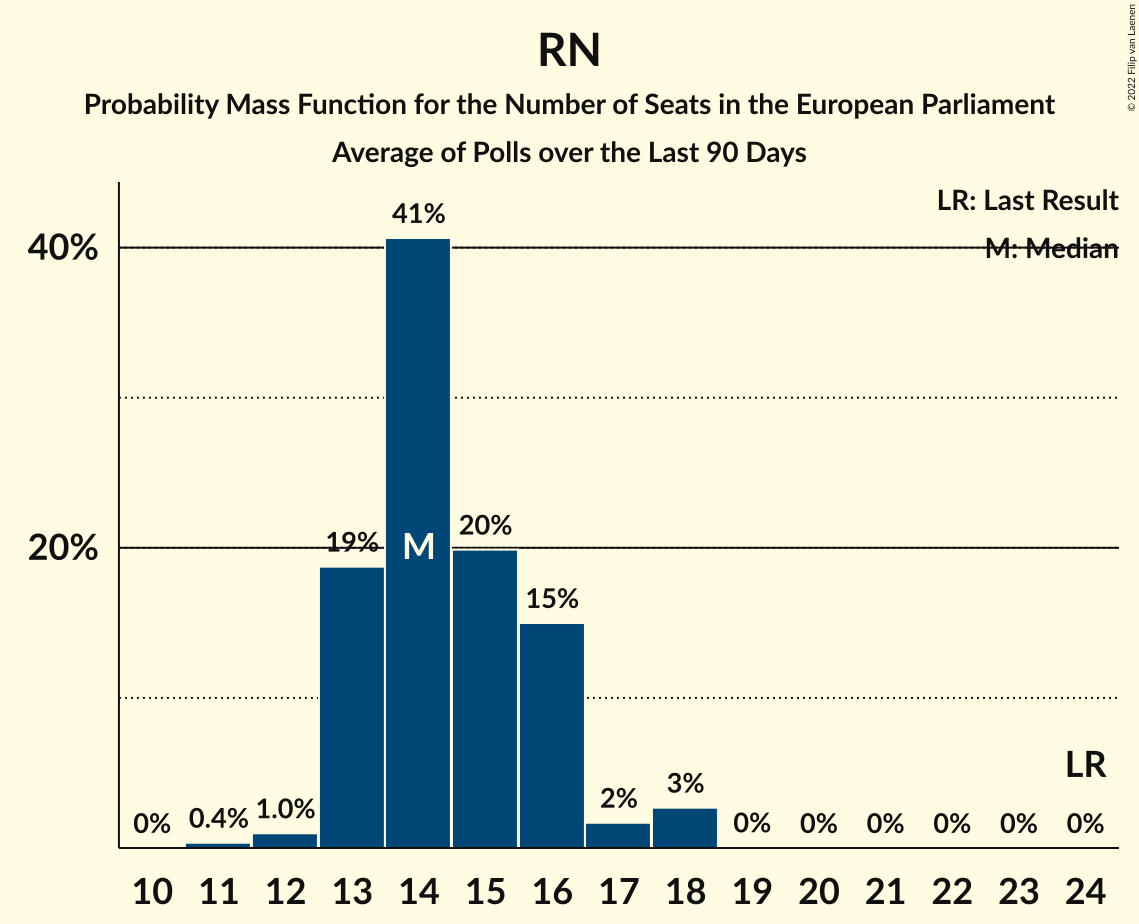 RN
Probability Mass Function for the Number of Seats in the European Parliament
Average of Polls over the Last 90 Days
© 2022 Filip van Laenen
LR: Last Result
M: Median
40%
20%
0% 0.4% 1.0% 19% 41% 20% 15% 2% 3% 0% 0% 0% 0% 0% 0%
M
LR
10 11 12 13 14 15 16 17 18 19 20 21 22 23 24